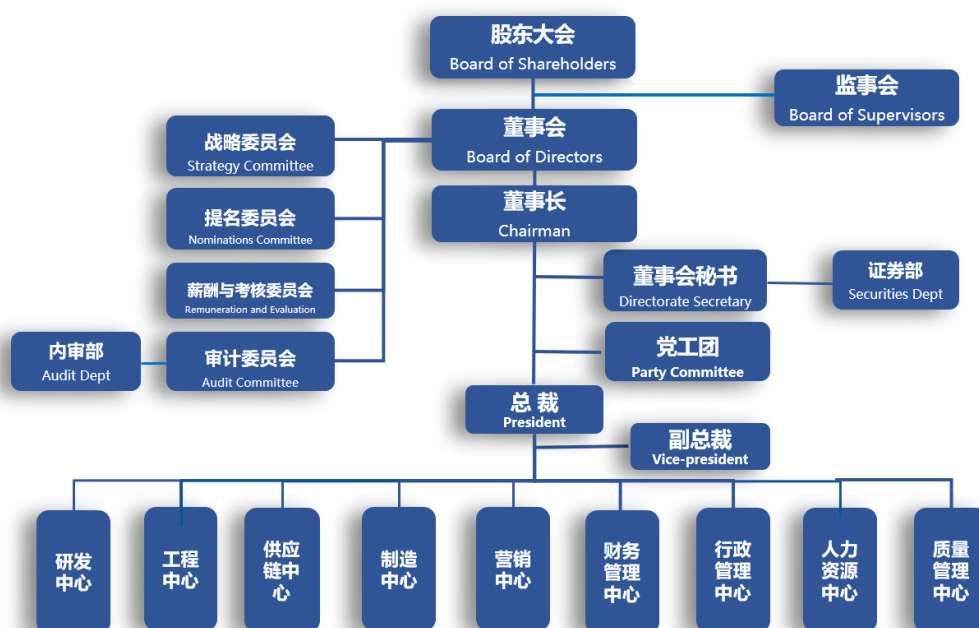 股东大会
Board of Shareholders
监事会
Board of Supervisors
董事会
Board of Directors
战略委员会
Strategy Committee
董事长
Chairman
提名委员会
Nominations Committee
董事会秘书
Directorate Secretary
证券部
Securities Dept
薪酬与考核委员会
Remuneration and Evaluation
党工团
Party Committee
内审部
Audit Dept
审计委员会
Audit Committee
总 裁
President
副总裁
Vice-president
研发
中心
工程
中心
供应
链中
心
制造
中心
营销
中心
财务
管理
中心
行政
管理
中心
人力
资源
中心
质量
管理
中心